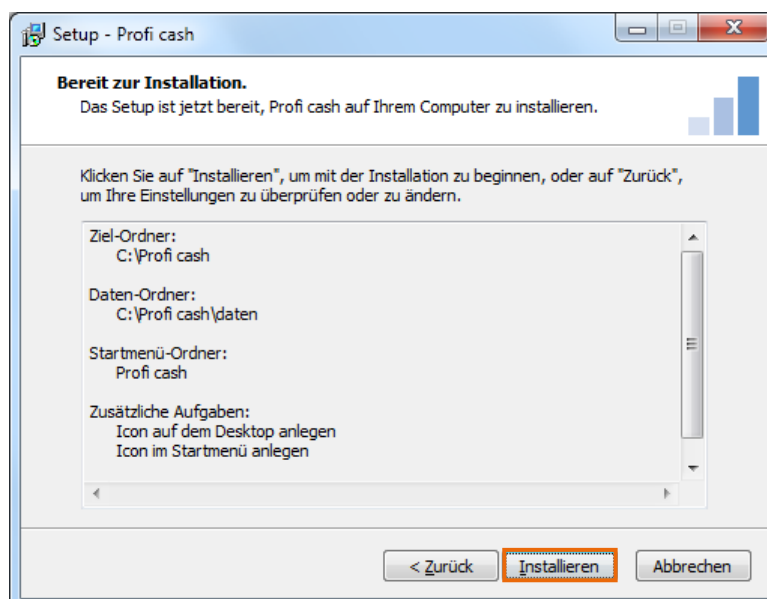 Setup - Profi cash
Bereit zur Installation.
Das Setup ist jetzt bereit, Profi cash auf Ihrem Computer zu installieren.
Klicken Sie auf "Installieren", um mit der Installation zu beginnen, oder auf "Zurück",
um Ihre Einstellungen zu überprüfen oder zu ändern.
Ziel-Ordner:
C:\Profi cash
Daten-Ordner:
C:\Profi cash\daten
Startmenü-Ordner:
Profi cash
Zusätzliche Aufgaben:
Icon auf dem Desktop anlegen
Icon im Startmenü anlegen
< Zurück Installieren Abbrechen